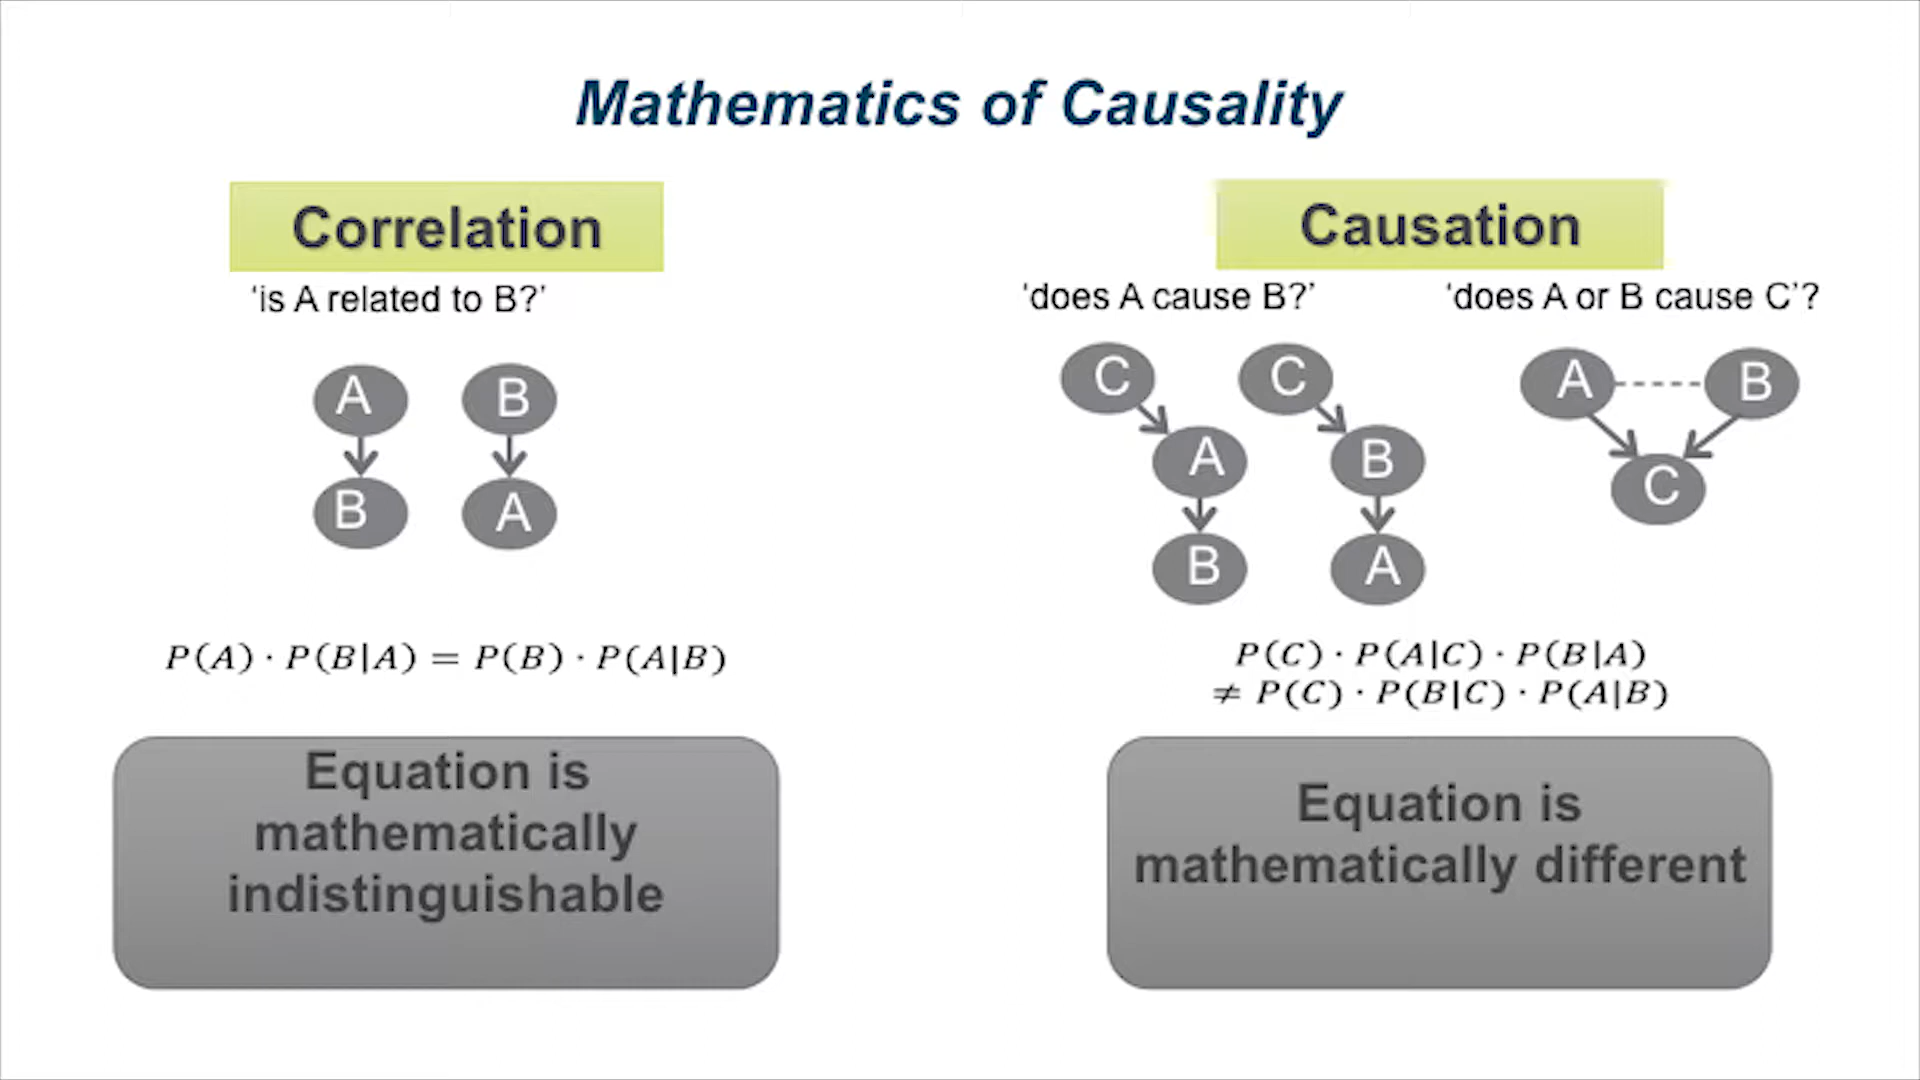 Mathematics of Causality
Correlation
'is A related to B?'
A
B
B
A
P(A) · P(B|A) = P(B) · P(A|B)
Equation is
mathematically
indistinguishable
Causation
'does A cause B?'
'does A or B cause C'?
C
A
B
C
B
A
A
B
C
P(C) · P(A|C) · P(B|A)
≠ P(C) · P(B|C) · P(A|B)
Equation is
mathematically different